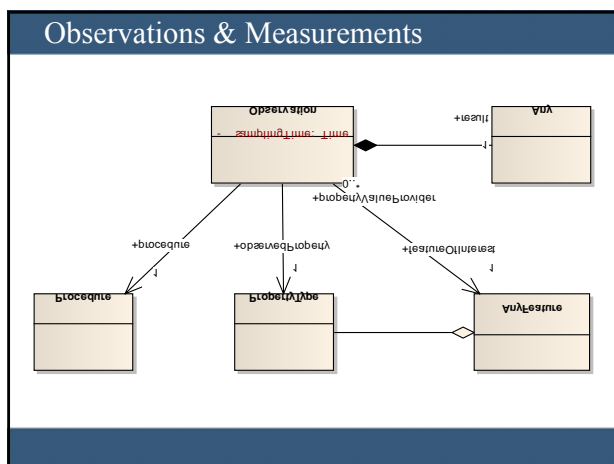 Observations & Measurements
Observation
- samplingTime: Time
Any
+result
1
0..*
+propertyValueProvider
+procedure
1
+observedProperty
1
+featureOfInterest
1
Procedure
PropertyType
AnyFeature